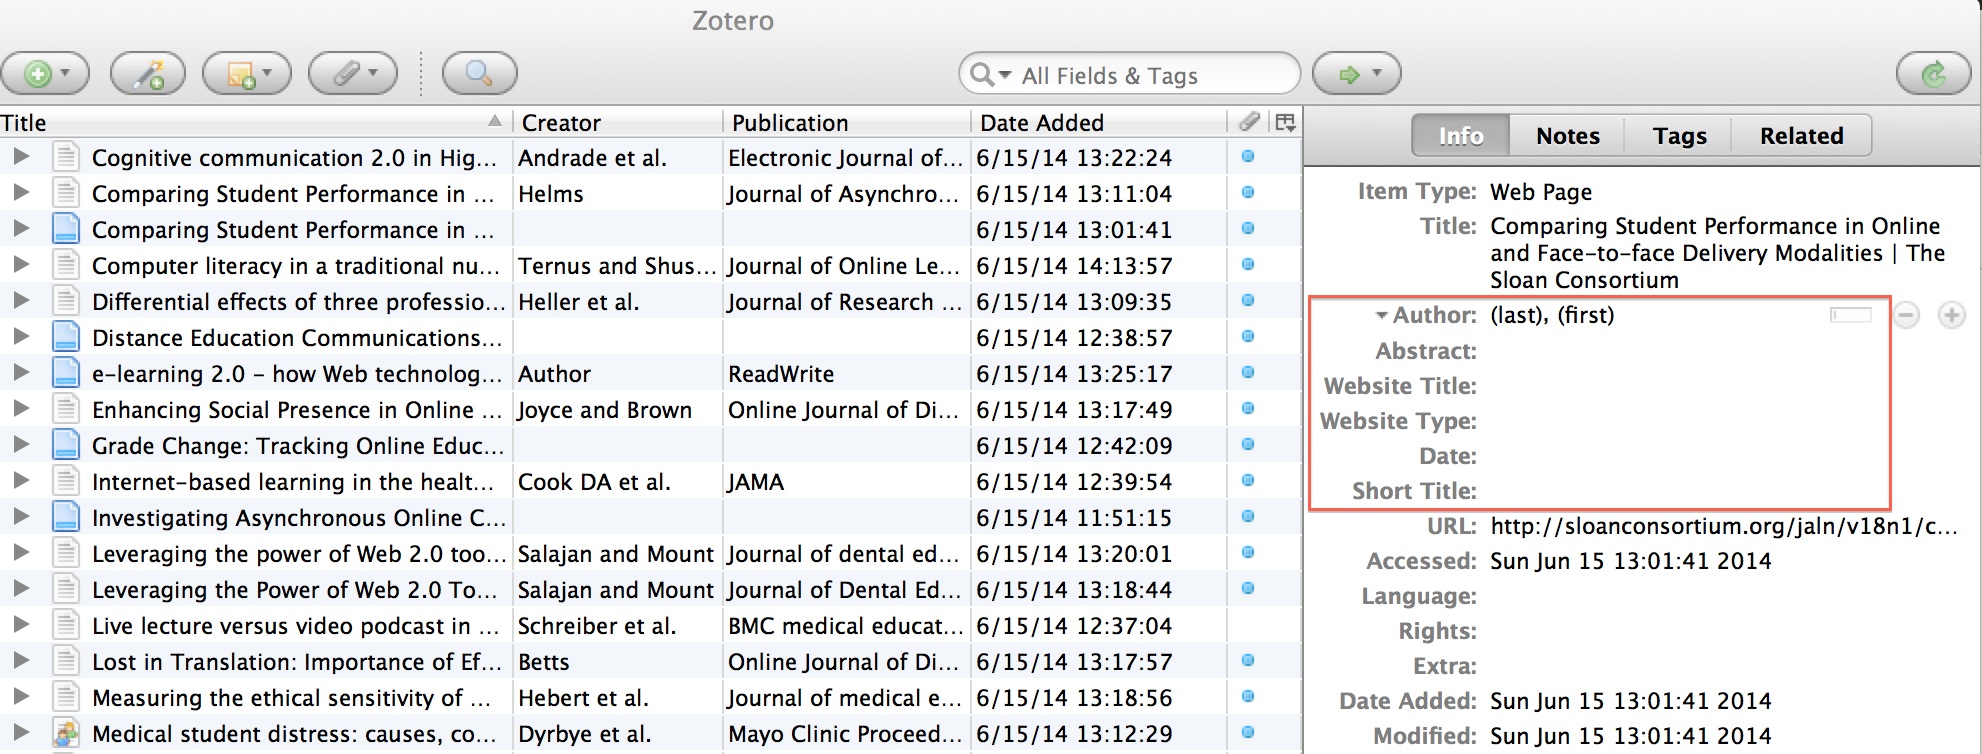 Zotero
All Fields & Tags
Title Creator Publication Date Added
Cognitive communication 2.0 in Hig... Andrade et al. Electronic Journal of... 6/15/14 13:22:24
Comparing Student Performance in ... Helms Journal of Asynchro... 6/15/14 13:11:04
Comparing Student Performance in ... 6/15/14 13:01:41
Computer literacy in a traditional nu... Ternus and Shus... Journal of Online Le... 6/15/14 14:13:57
Differential effects of three professio... Heller et al. Journal of Research ... 6/15/14 13:09:35
Distance Education Communications... 6/15/14 12:38:57
e-learning 2.0 – how Web technolog... Author ReadWrite 6/15/14 13:25:17
Enhancing Social Presence in Online ... Joyce and Brown Online Journal of Di... 6/15/14 13:17:49
Grade Change: Tracking Online Educ... 6/15/14 12:42:09
Internet-based learning in the healt... Cook DA et al. JAMA 6/15/14 12:39:54
Investigating Asynchronous Online C... 6/15/14 11:51:15
Leveraging the power of Web 2.0 too... Salajan and Mount Journal of dental ed... 6/15/14 13:20:01
Leveraging the Power of Web 2.0 To... Salajan and Mount Journal of Dental Ed... 6/15/14 13:18:44
Live lecture versus video podcast in ... Schreiber et al. BMC medical educat... 6/15/14 12:37:04
Lost in Translation: Importance of Ef... Betts Online Journal of Di... 6/15/14 13:17:57
Measuring the ethical sensitivity of ... Hebert et al. Journal of medical e... 6/15/14 13:18:56
Medical student distress: causes, co... Dyrbye et al. Mayo Clinic Proceed... 6/15/14 13:12:29
Info Notes Tags Related
Item Type: Web Page
Title: Comparing Student Performance in Online
and Face-to-face Delivery Modalities | The
Sloan Consortium
Author: (last), (first)
Abstract:
Website Title:
Website Type:
Date:
Short Title:
URL: http://sloanconsortium.org/jaln/v18n1/c...
Accessed: Sun Jun 15 13:01:41 2014
Language:
Rights:
Extra:
Date Added: Sun Jun 15 13:01:41 2014
Modified: Sun Jun 15 13:01:41 2014